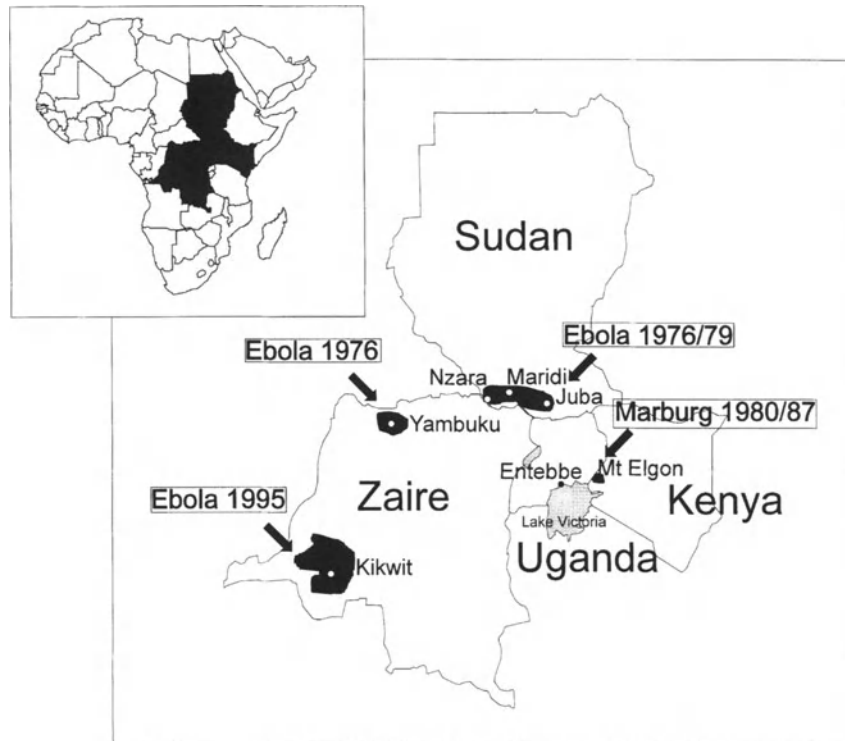 Sudan
Ebola 1976/79
Ebola 1976
Nzara
Maridi
Juba
Marburg 1980/87
Yambuku
Entebbe
Mt Elgon
Ebola 1995
Zaire
Kenya
Lake Victoria
Uganda
Kikwit